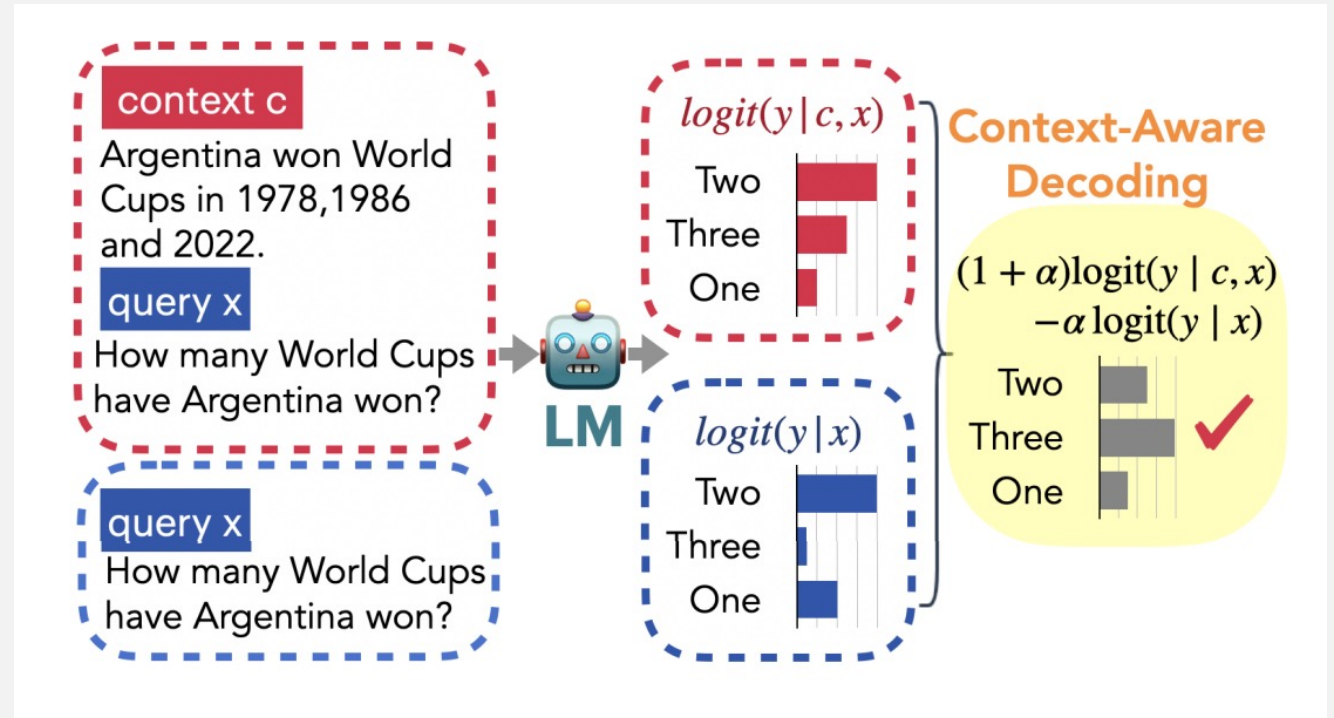 context c
Argentina won World
Cups in 1978,1986
and 2022.
query x
How many World Cups
have Argentina won?
query x
How many World Cups
have Argentina won?
LM
logit(y|c, x)
Two
Three
One
logit(y|x)
Two
Three
One
Context-Aware
Decoding
(1 + α)logit(y | c, x)
−α logit(y | x)
Two
Three
One